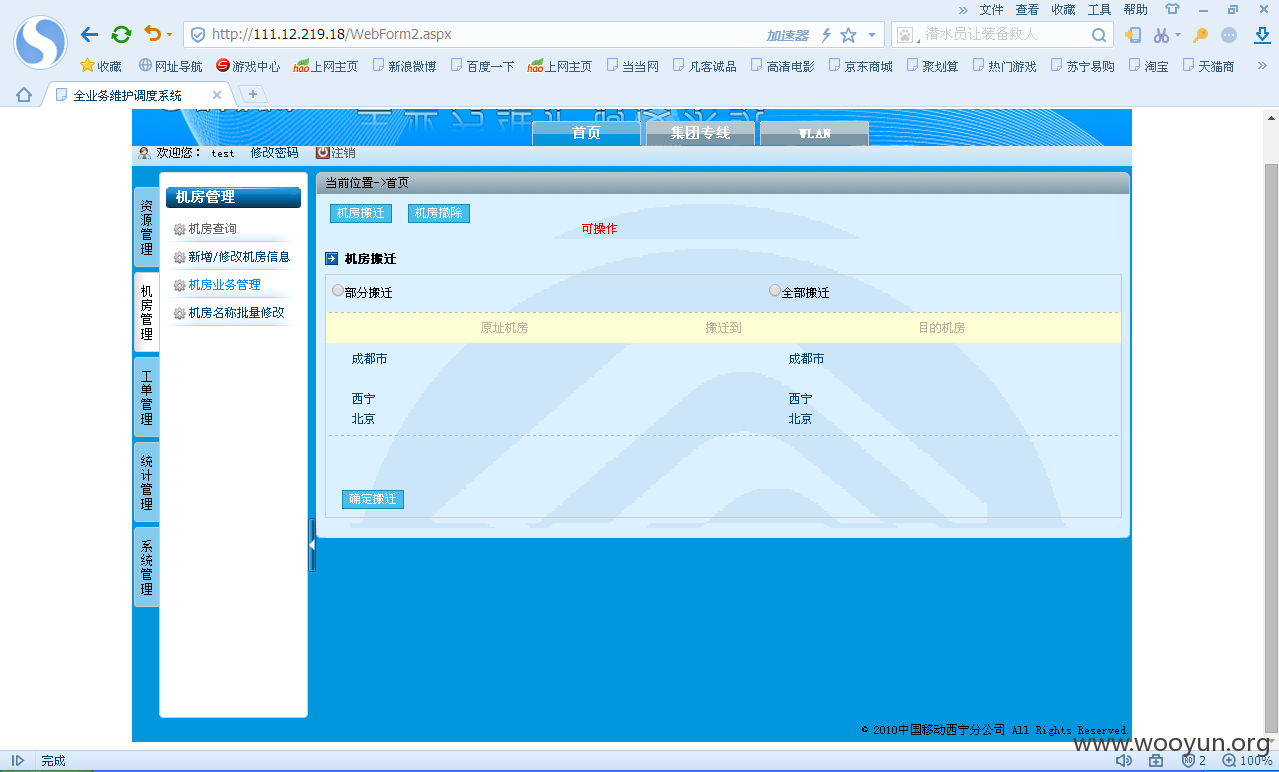 » 文件 查看 收藏 工具 帮助
http://111.12.219.18/WebForm2.aspx 加速器 潜水员让装备救人
收藏 网址导航 游戏中心 上网主页 新浪微博 百度一下 上网主页 当当网 凡客诚品 高清电影 京东商城 聚划算 热门游戏 苏宁易购 淘宝 天猫商 »
全业务维护调度系统
首页 集团专线 WLAN
欢迎您： test 修改密码 注销
资源管理
机房管理
工单管理
统计管理
系统管理
机房管理
机房查询
新增/修改机房信息
机房业务管理
机房名称批量修改
当前位置->首页
机房搬迁 机房撤除
可操作
机房搬迁
部分搬迁 全部搬迁
原址机房 搬迁到 目的机房
成都市 成都市
西宁 西宁
北京 北京
确定搬迁
© 2010中国移动西宁分公司 All Rights Reserved.
www.wooyun.org
完成 2 100%